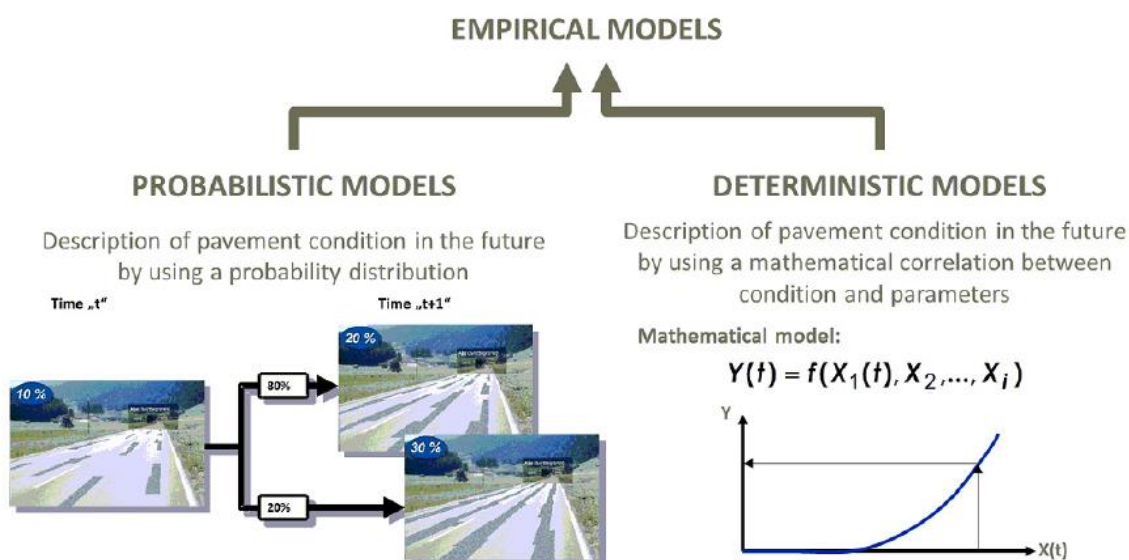 EMPIRICAL MODELS
PROBABILISTIC MODELS
Description of pavement condition in the future
by using a probability distribution
Time „t“
Time „t+1“
10 %
80%
20%
20 %
30 %
DETERMINISTIC MODELS
Description of pavement condition in the future
by using a mathematical correlation between
condition and parameters
Mathematical model:
Y(t) = f(X₁(t), X₂,..., Xᵢ)
Y
X(t)